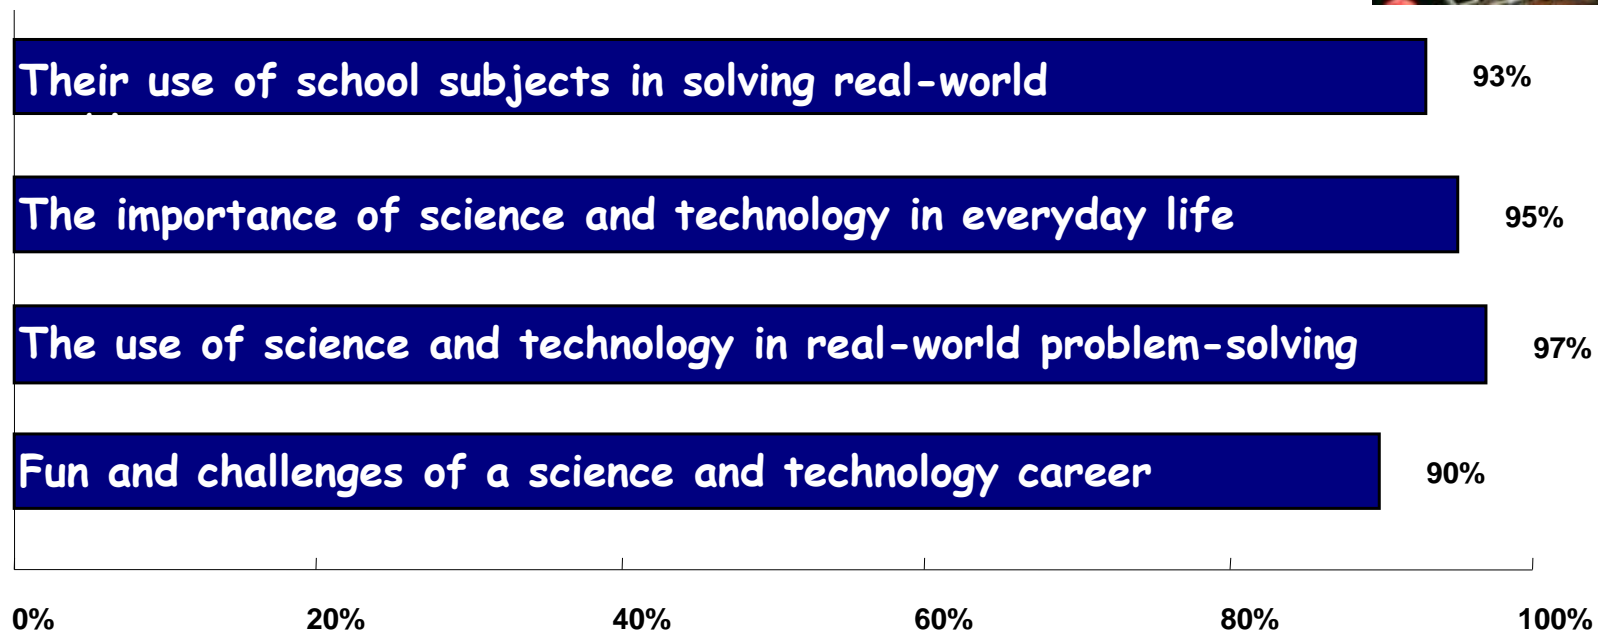 Their use of school subjects in solving real-world
93%
The importance of science and technology in everyday life
95%
The use of science and technology in real-world problem-solving
97%
Fun and challenges of a science and technology career
90%
0% 20% 40% 60% 80% 100%